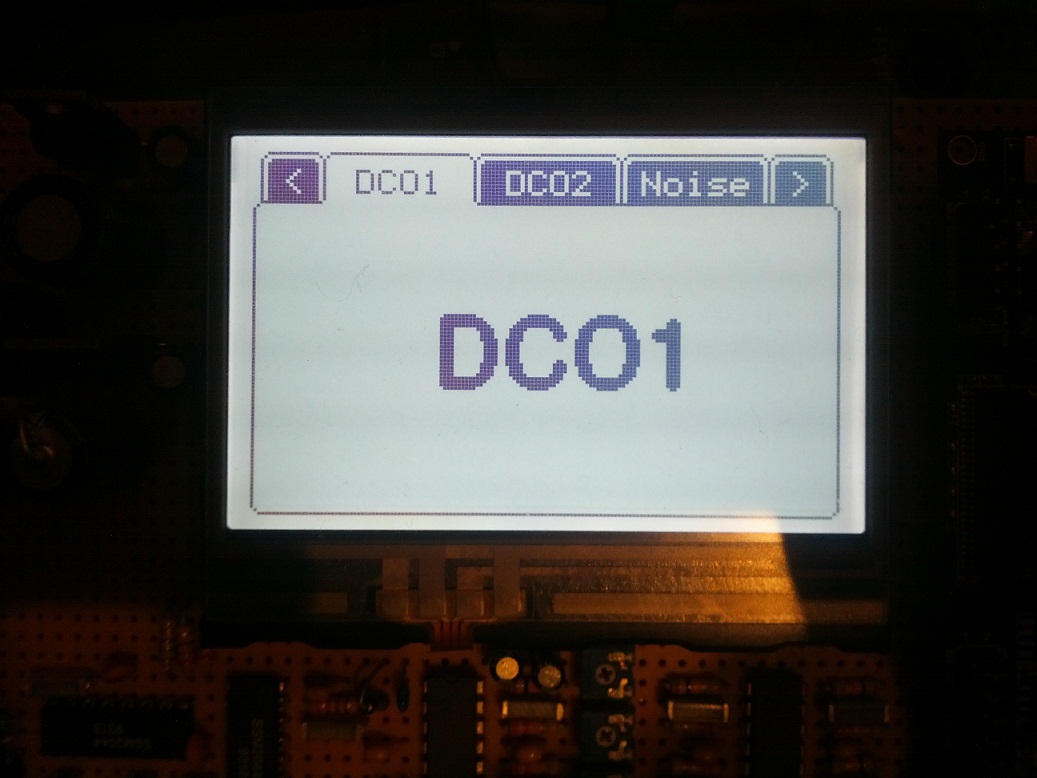 < DCO1 DCO2 Noise >
DCO1